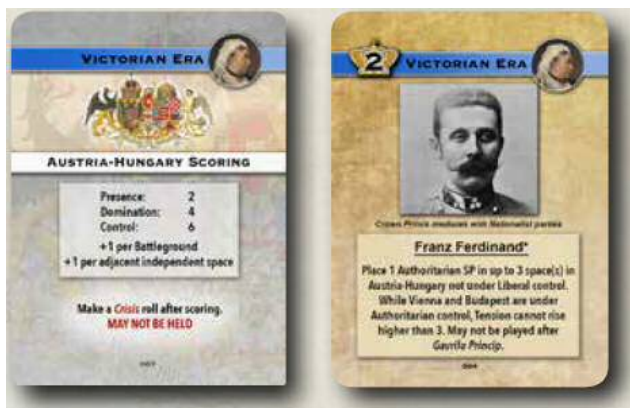 VICTORIAN ERA
AUSTRIA-HUNGARY SCORING
Presence: 2
Domination: 4
Control: 6
+1 per Battleground
+1 per adjacent independent space
Make a Crisis roll after scoring.
MAY NOT BE HELD
2 VICTORIAN ERA
Crown Prince mediates with Nationalist parties
Franz Ferdinand*
Place 1 Authoritarian SP in up to 3 space(s) in
Austria-Hungary not under Liberal control.
While Vienna and Budapest are under
Authoritarian control, Tension cannot rise
higher than 3. May not be played after
Gavrilo Princip.